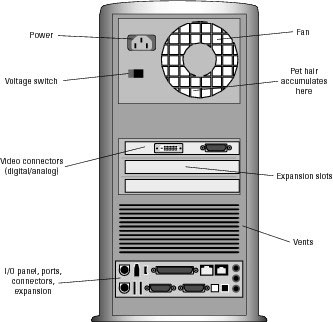 Power
Voltage switch
Video connectors
(digital/analog)
I/O panel, ports,
connectors,
expansion
Fan
Pet hair
accumulates
here
Expansion slots
Vents